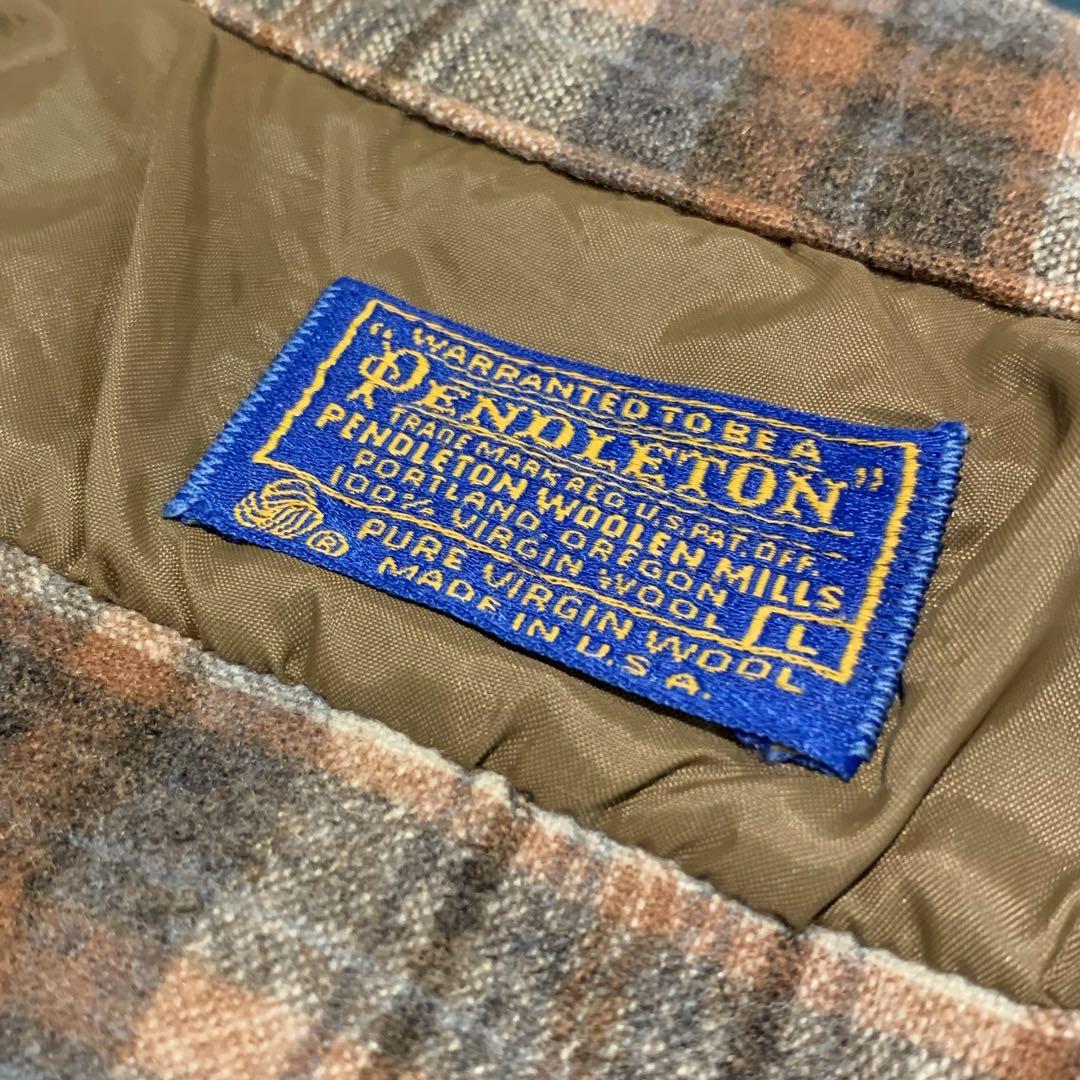 "WARRANTED TO BE A
PENDLETON"
TRADE MARK REG. U.S. PAT. OFF.
PENDLETON WOOLEN MILLS
PORTLAND, OREGON
100% VIRGIN WOOL L
® PURE VIRGIN WOOL
MADE IN U.S.A.